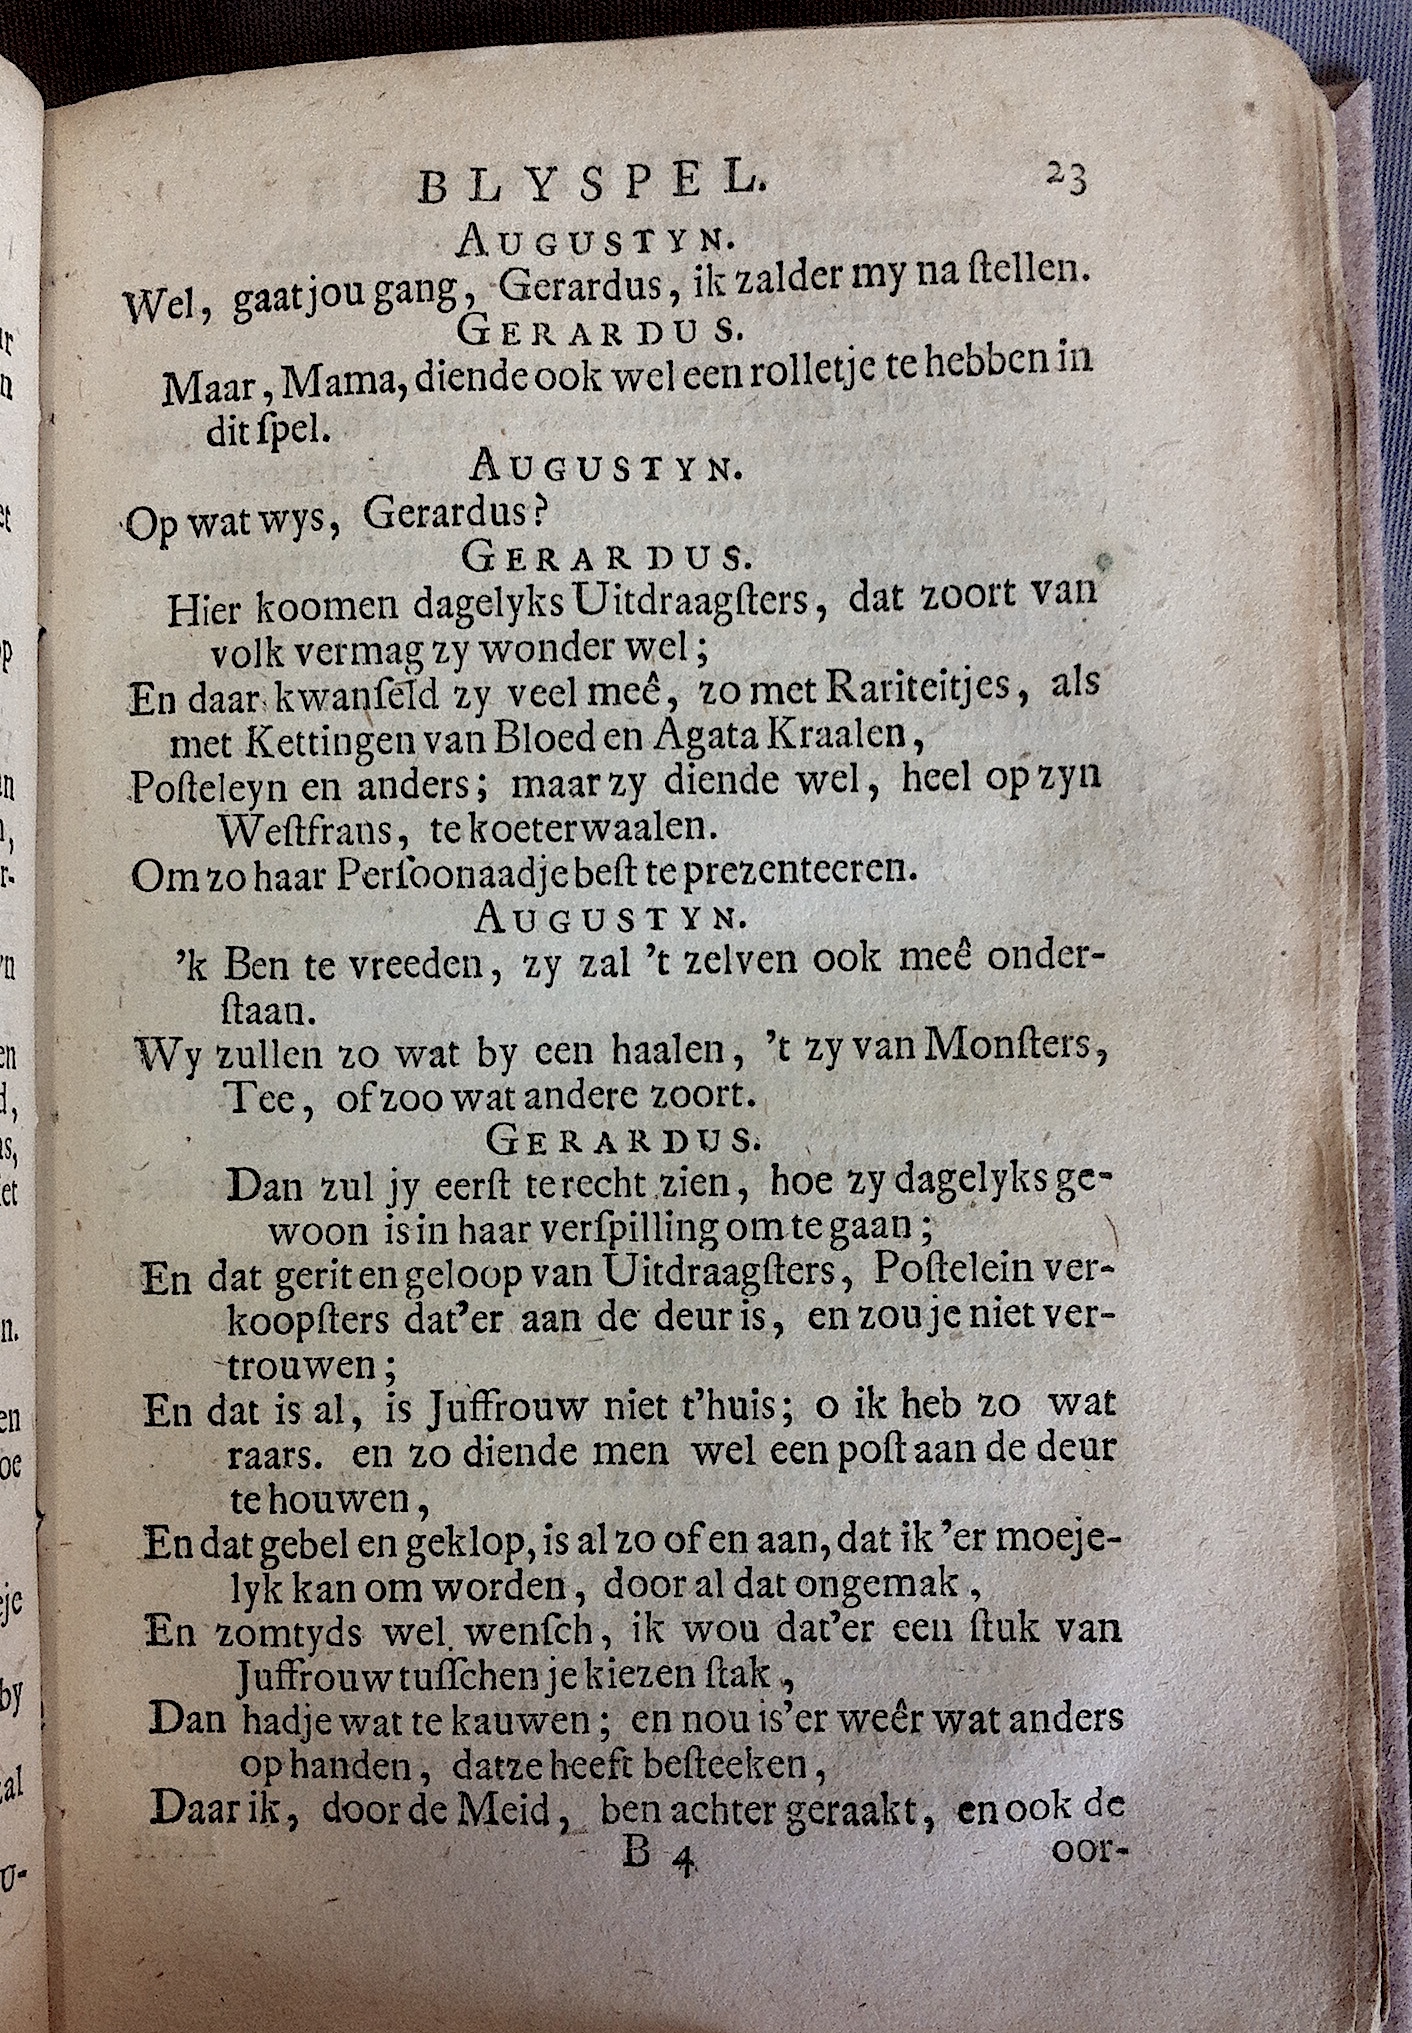 BLYSPEL. 23
AUGUSTYN.
Wel, gaat jou gang, Gerardus, ik zalder my na ſtellen.
GERARDUS.
Maar, Mama, diende ook wel een rolletje te hebben in
dit ſpel.
AUGUSTYN.
Op wat wys, Gerardus?
GERARDUS.
Hier koomen dagelyks Uitdraagſters, dat zoort van
volk vermag zy wonder wel;
En daar kwanſeld zy veel meê, zo met Rariteitjes, als
met Kettingen van Bloed en Agata Kraalen,
Poſteleyn en anders; maar zy diende wel, heel op zyn
Weſtfrans, te koeterwaalen.
Om zo haar Perſoonaadje beſt te prezenteeren.
AUGUSTYN.
'k Ben te vreeden, zy zal 't zelven ook meê onder-
ſtaan.
Wy zullen zo wat by een haalen, 't zy van Monſters,
Tee, of zoo wat andere zoort.
GERARDUS.
Dan zul jy eerſt te recht zien, hoe zy dagelyks ge-
woon is in haar verſpilling om te gaan;
En dat gerit en geloop van Uitdraagſters, Poſtelein ver-
koopſters dat'er aan de deur is, en zou je niet ver-
trouwen;
En dat is al, is Juffrouw niet t'huis; o ik heb zo wat
raars. en zo diende men wel een poſt aan de deur
te houwen,
En dat gebel en geklop, is al zo of en aan, dat ik 'er moeje-
lyk kan om worden, door al dat ongemak,
En zomtyds wel wenſch, ik wou dat'er een ſtuk van
Juffrouw tuſſchen je kiezen ſtak,
Dan hadje wat te kauwen; en nou is'er weêr wat anders
op handen, datze heeft beſteeken,
Daar ik, door de Meid, ben achter geraakt, en ook de
B 4 oor-